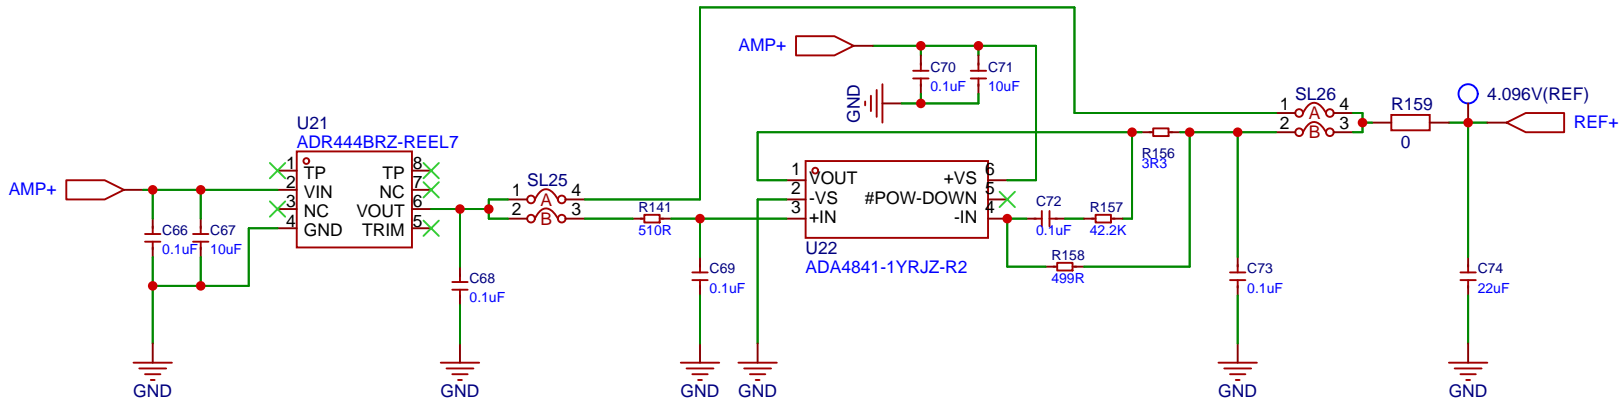 AMP+
C66
0.1uF
C67
10uF
GND
U21
ADR444BRZ-REEL7
1 TP TP 8
2 VIN NC 7
3 NC VOUT 6
4 GND TRIM 5
C68
0.1uF
GND
SL25
1 A 4
2 B 3
R141
510R
C69
0.1uF
GND
GND
AMP+
C70
0.1uF
C71
10uF
GND
1 VOUT +VS 6
2 -VS #POW-DOWN 5
3 +IN -IN 4
U22
ADA4841-1YRJZ-R2
C72
0.1uF
R157
42.2K
R156
3R3
R158
499R
C73
0.1uF
GND
SL26
1 A 4
2 B 3
R159
0
4.096V(REF)
REF+
C74
22uF
GND